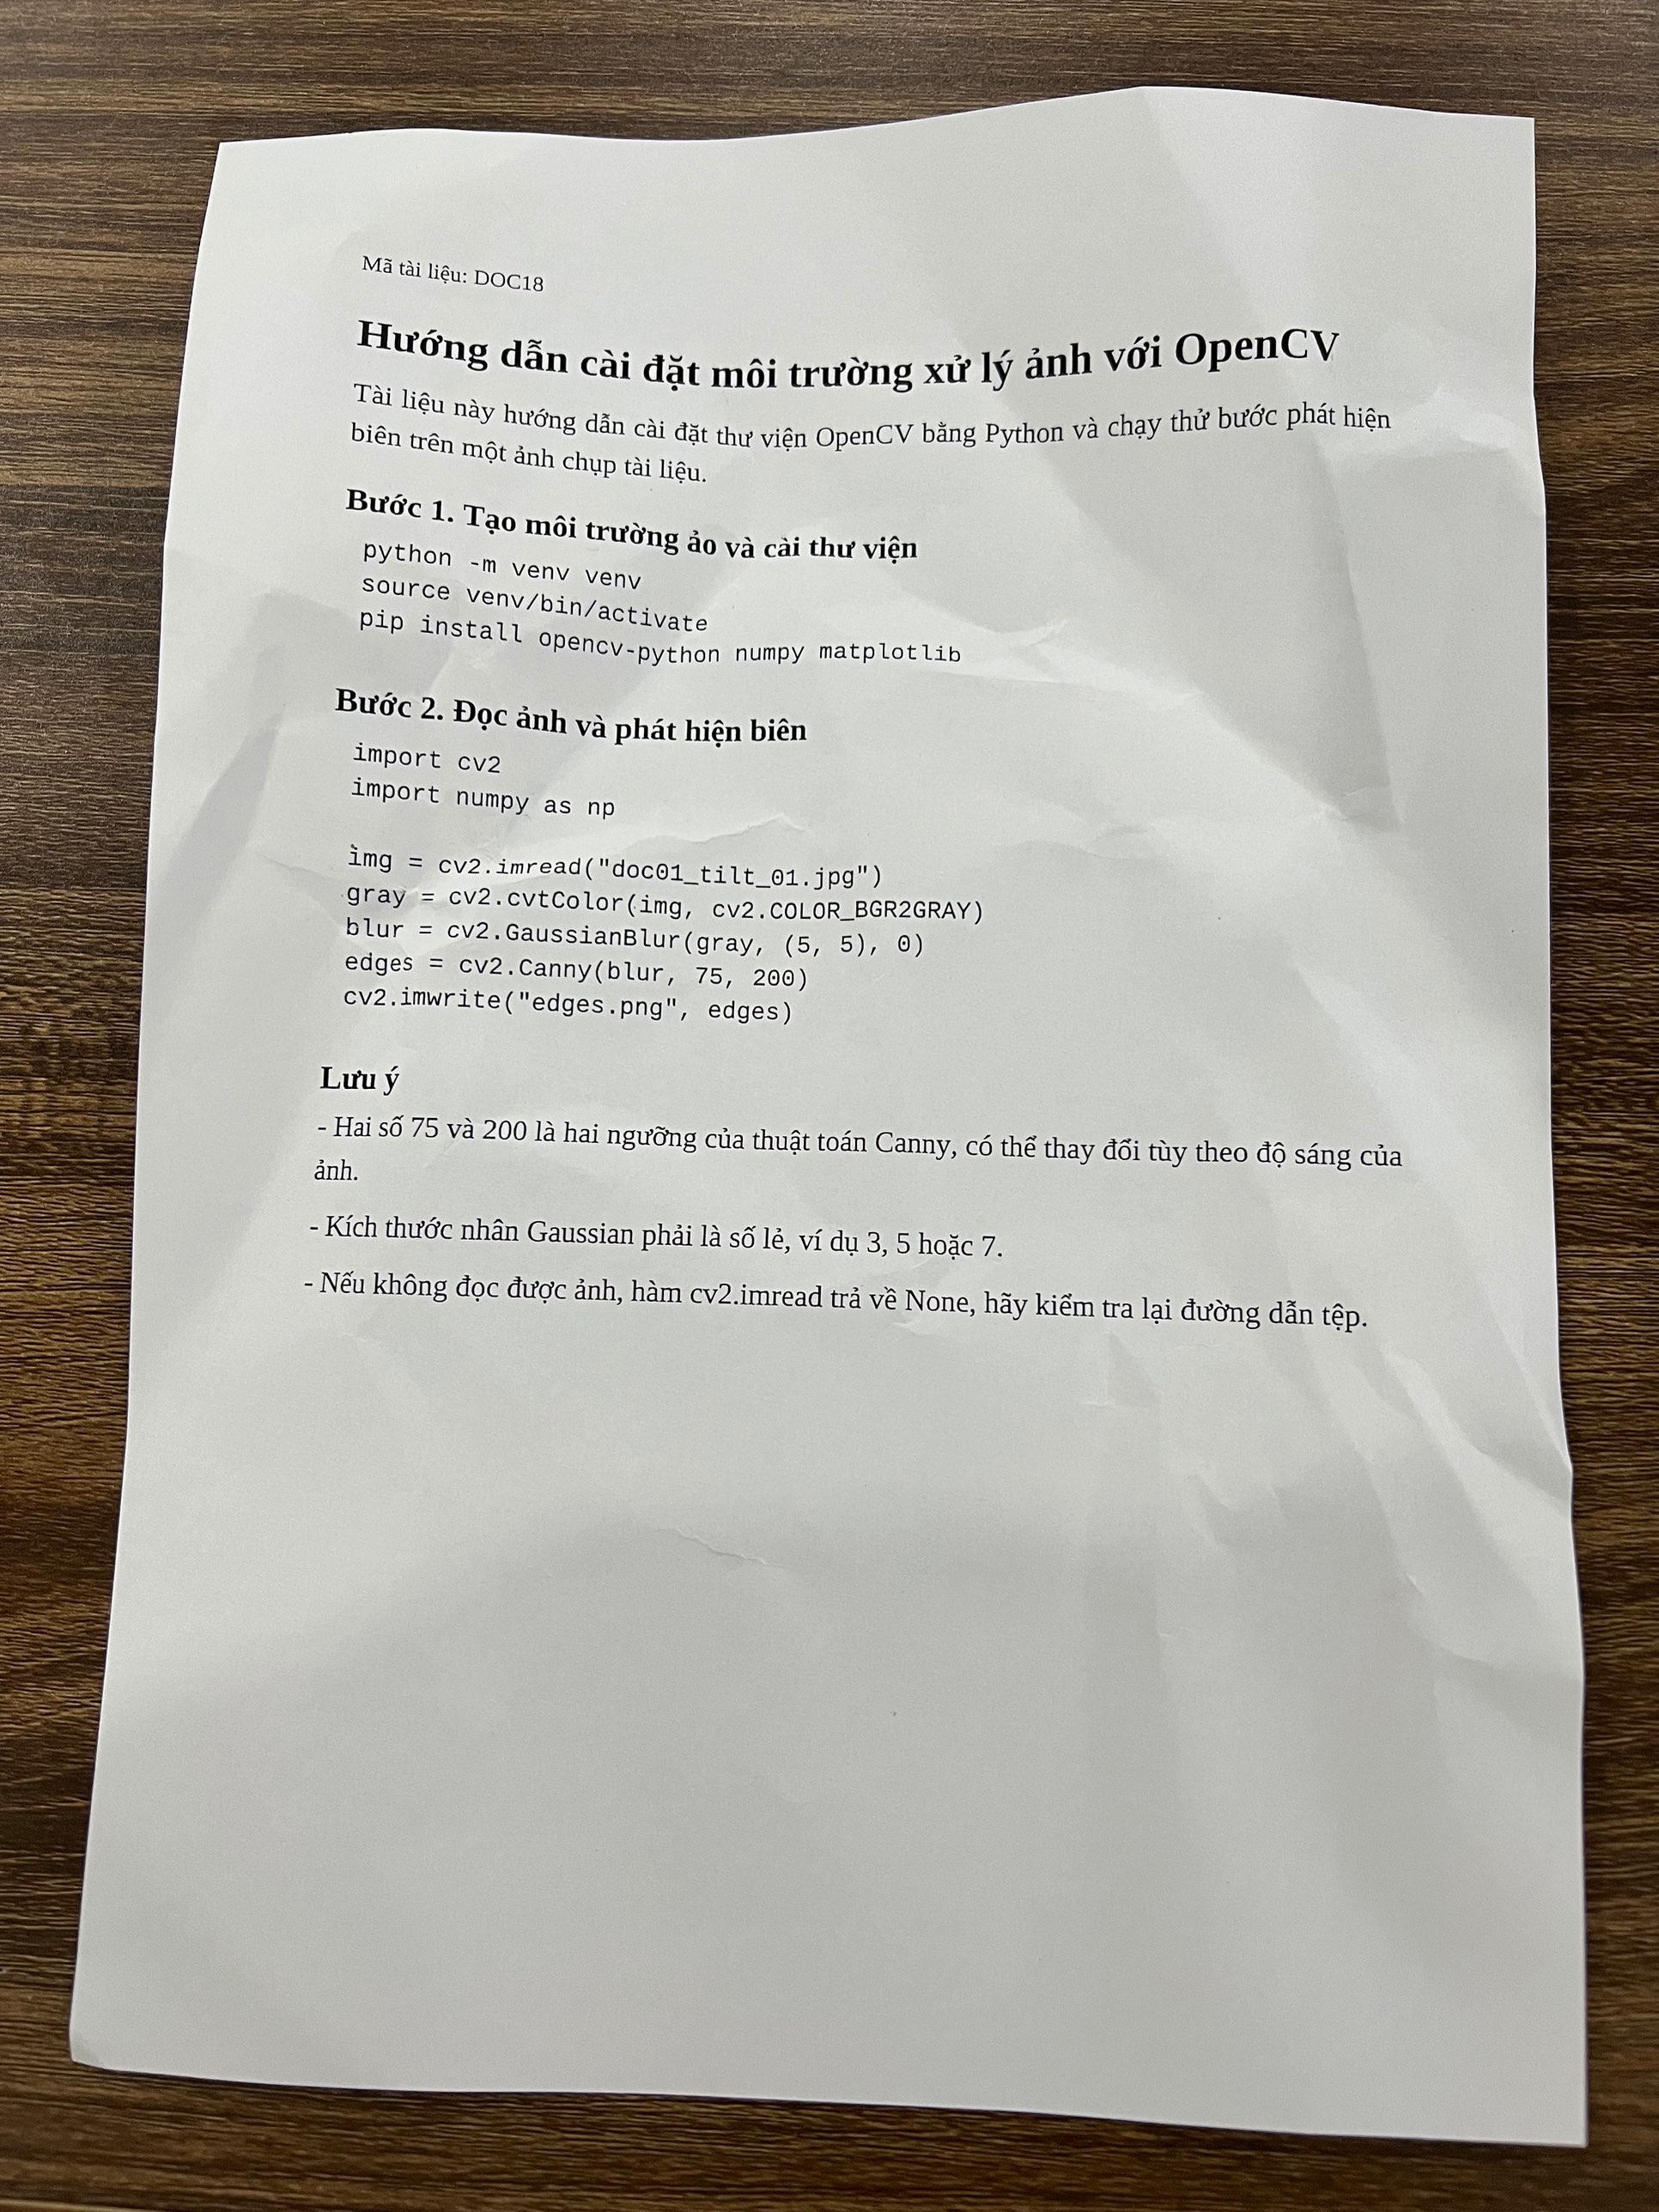 Mã tài liệu: DOC18
Hướng dẫn cài đặt môi trường xử lý ảnh với OpenCV
Tài liệu này hướng dẫn cài đặt thư viện OpenCV bằng Python và chạy thử bước phát hiện
biên trên một ảnh chụp tài liệu.
Bước 1. Tạo môi trường ảo và cài thư viện
python -m venv venv
source venv/bin/activate
pip install opencv-python numpy matplotlib
Bước 2. Đọc ảnh và phát hiện biên
import cv2
import numpy as np
img = cv2.imread("doc01_tilt_01.jpg")
gray = cv2.cvtColor(img, cv2.COLOR_BGR2GRAY)
blur = cv2.GaussianBlur(gray, (5, 5), 0)
edges = cv2.Canny(blur, 75, 200)
cv2.imwrite("edges.png", edges)
Lưu ý
- Hai số 75 và 200 là hai ngưỡng của thuật toán Canny, có thể thay đổi tùy theo độ sáng của
ảnh.
- Kích thước nhân Gaussian phải là số lẻ, ví dụ 3, 5 hoặc 7.
- Nếu không đọc được ảnh, hàm cv2.imread trả về None, hãy kiểm tra lại đường dẫn tệp.